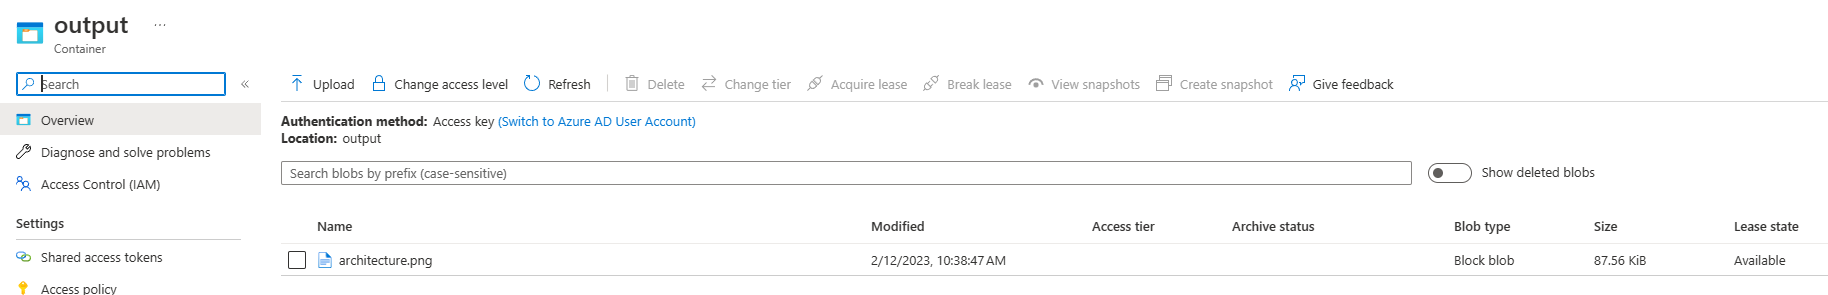 output ...
Container
Search «
Upload Change access level Refresh Delete Change tier Acquire lease Break lease View snapshots Create snapshot Give feedback
Overview
Diagnose and solve problems
Access Control (IAM)
Settings
Shared access tokens
Access policy
Authentication method: Access key (Switch to Azure AD User Account)
Location: output
Search blobs by prefix (case-sensitive) Show deleted blobs
Name Modified Access tier Archive status Blob type Size Lease state
architecture.png 2/12/2023, 10:38:47 AM Block blob 87.56 KiB Available